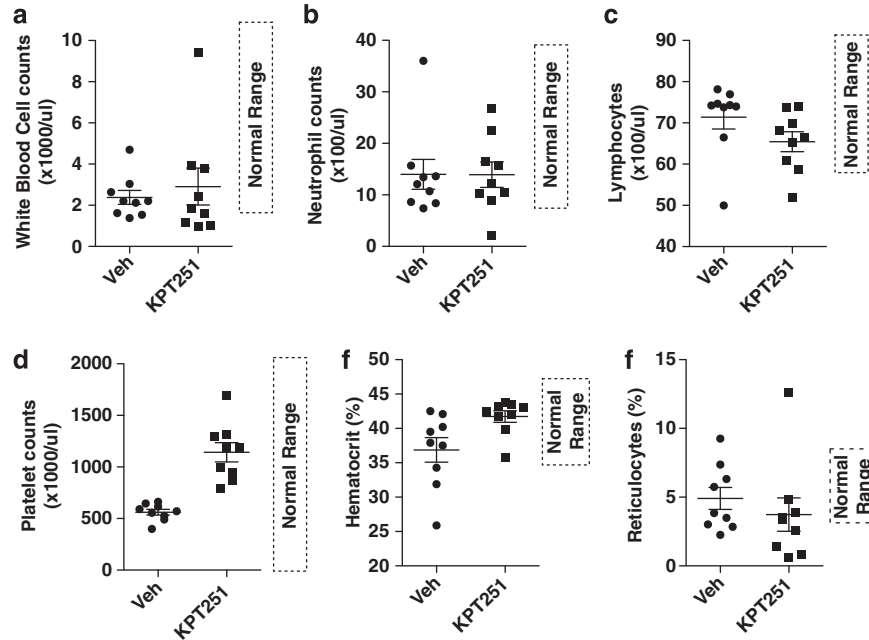 a
White Blood Cell counts
(x1000/ul)
10
8
6
4
2
0
Veh
KPT251
Normal Range
b
Neutrophil counts
(x100/ul)
40
30
20
10
0
Veh
KPT251
Normal Range
c
Lymphocytes
(x100/ul)
90
80
70
60
50
40
Veh
KPT251
Normal Range
d
Platelet counts
(x1000/ul)
2000
1500
1000
500
0
Veh
KPT251
Normal Range
f
Hematocrit (%)
50
45
40
35
30
25
20
Veh
KPT251
Normal
Range
f
Reticulocytes (%)
15
10
5
0
Veh
KPT251
Normal
Range